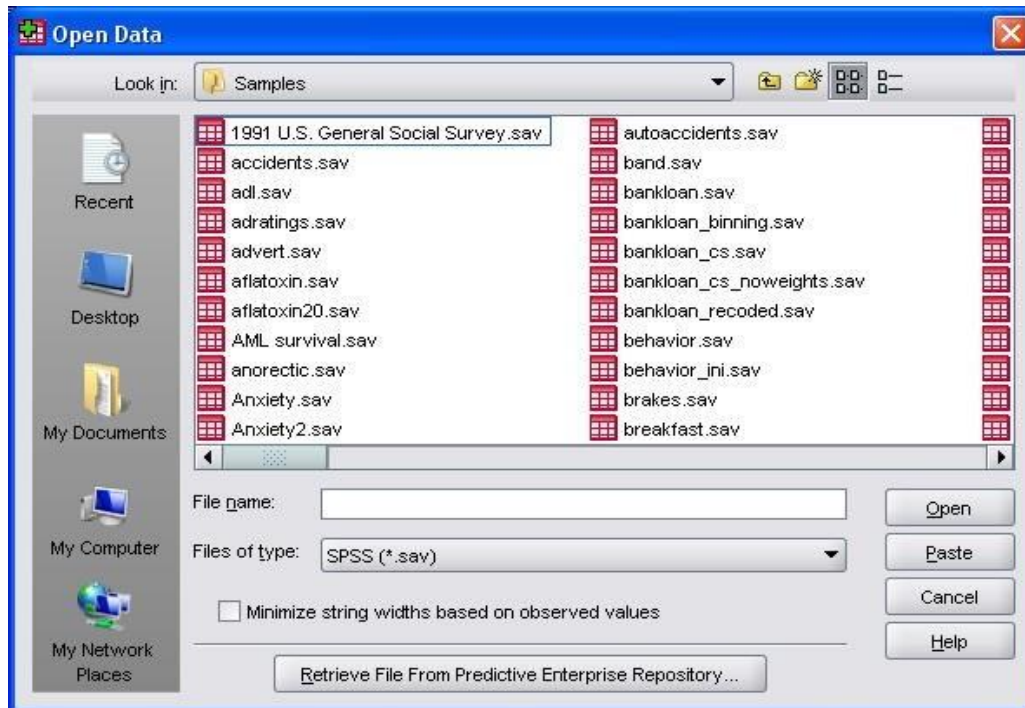 Open Data
Look in: Samples
Recent
Desktop
My Documents
My Computer
My Network Places
1991 U.S. General Social Survey.sav
accidents.sav
adl.sav
adratings.sav
advert.sav
aflatoxin.sav
aflatoxin20.sav
AML survival.sav
anorectic.sav
Anxiety.sav
Anxiety2.sav
autoaccidents.sav
band.sav
bankloan.sav
bankloan_binning.sav
bankloan_cs.sav
bankloan_cs_noweights.sav
bankloan_recoded.sav
behavior.sav
behavior_ini.sav
brakes.sav
breakfast.sav
File name:
Files of type: SPSS (*.sav)
Minimize string widths based on observed values
Open
Paste
Cancel
Help
Retrieve File From Predictive Enterprise Repository...